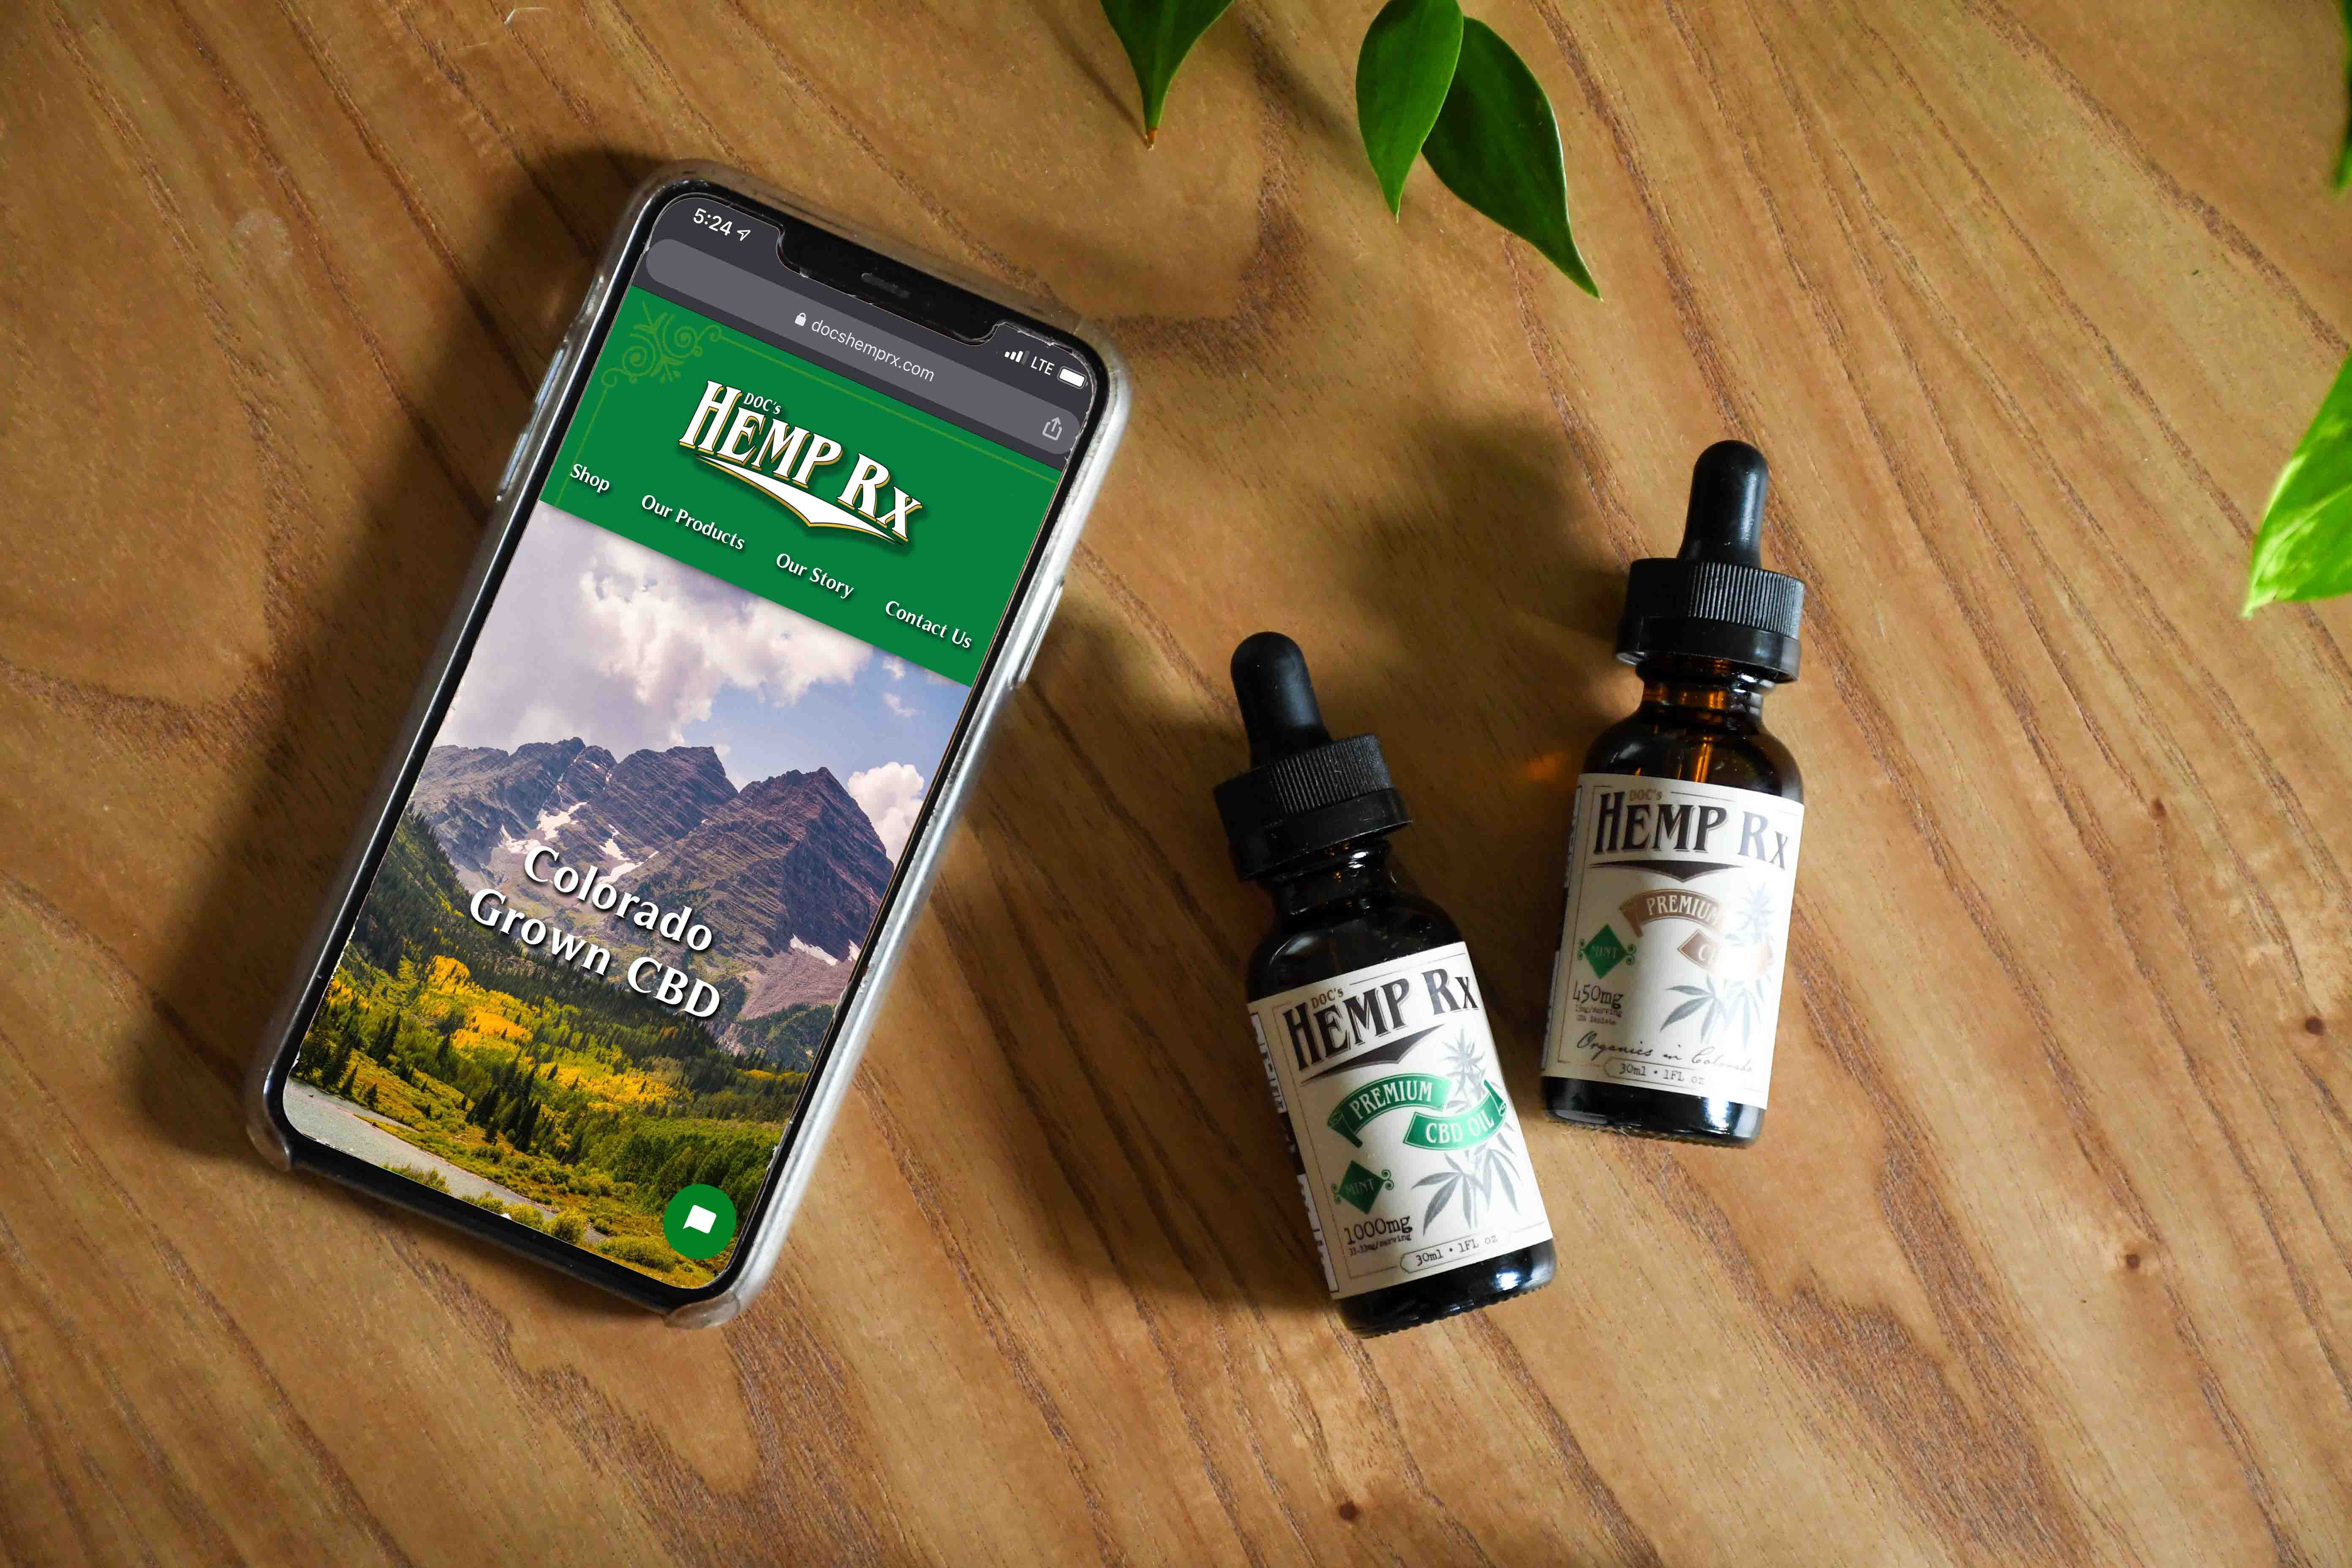 5:24
docshemprx.com
LTE
DOC's
HEMP RX
Shop
Our Products
Our Story
Contact Us
Colorado
Grown CBD
DOC's
HEMP RX
PREMIUM
CBD OIL
MINT
1000mg
30ml • 1FL oz
DOC's
HEMP RX
PREMIUM
MINT
450mg
Organics in Colorado
30ml • 1FL oz